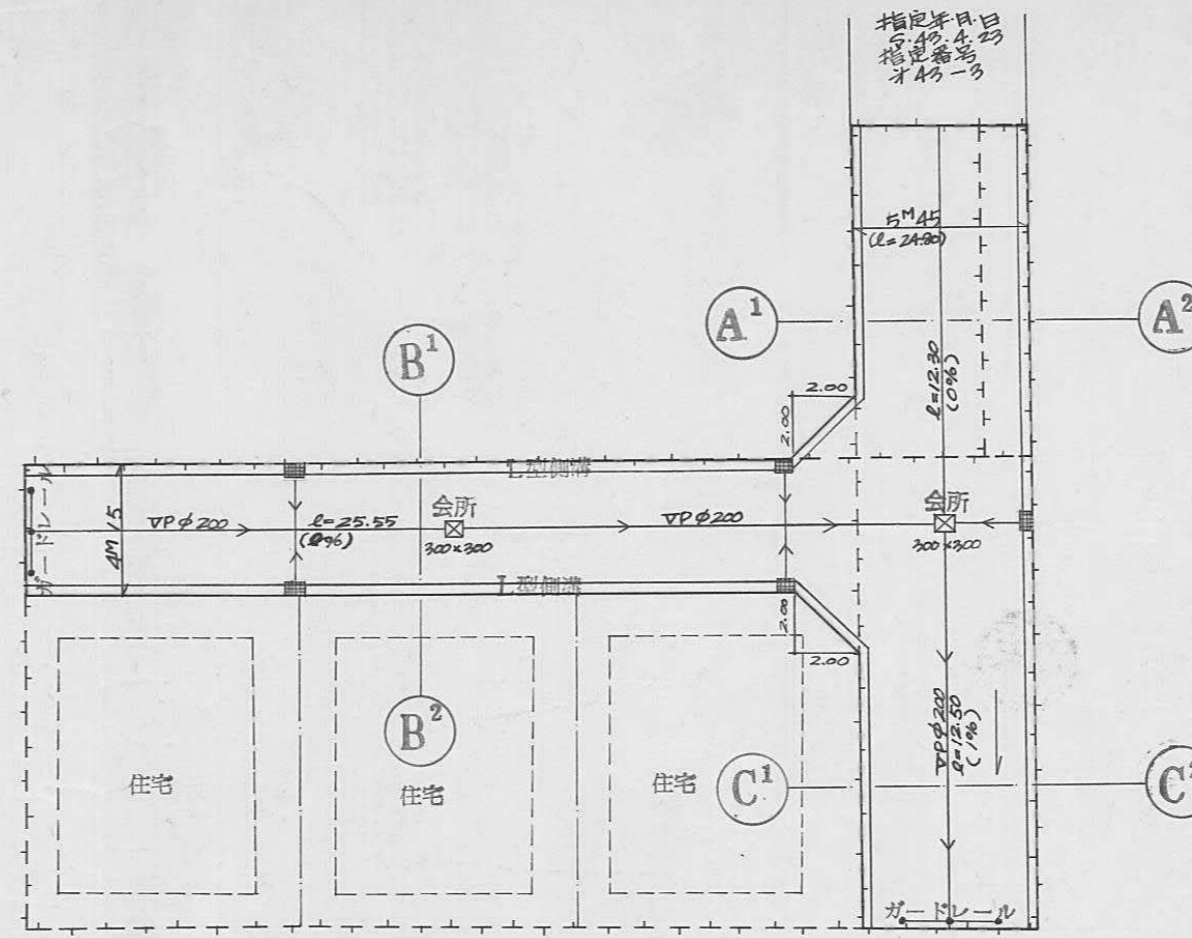 指定年月日
S.43.4.23
指定番号
オ43-3
5M45
(l=24.80)
A1
A2
B1
l=12.30
(0%)
2.00
2.00
L型側溝
ガードレール
4M15
VPφ200
l=25.55
会所
300×300
VPφ200
会所
300×300
L型側溝
2.00
2.00
B2
VPφ200
l=12.50
(1%)
住宅
住宅
住宅
C1
ガードレール